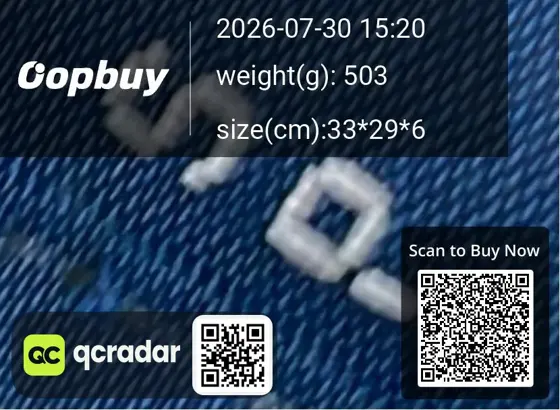 Oopbuy
2026-07-30 15:20
weight(g): 503
size(cm):33*29*6
Scan to Buy Now
QC qcradar